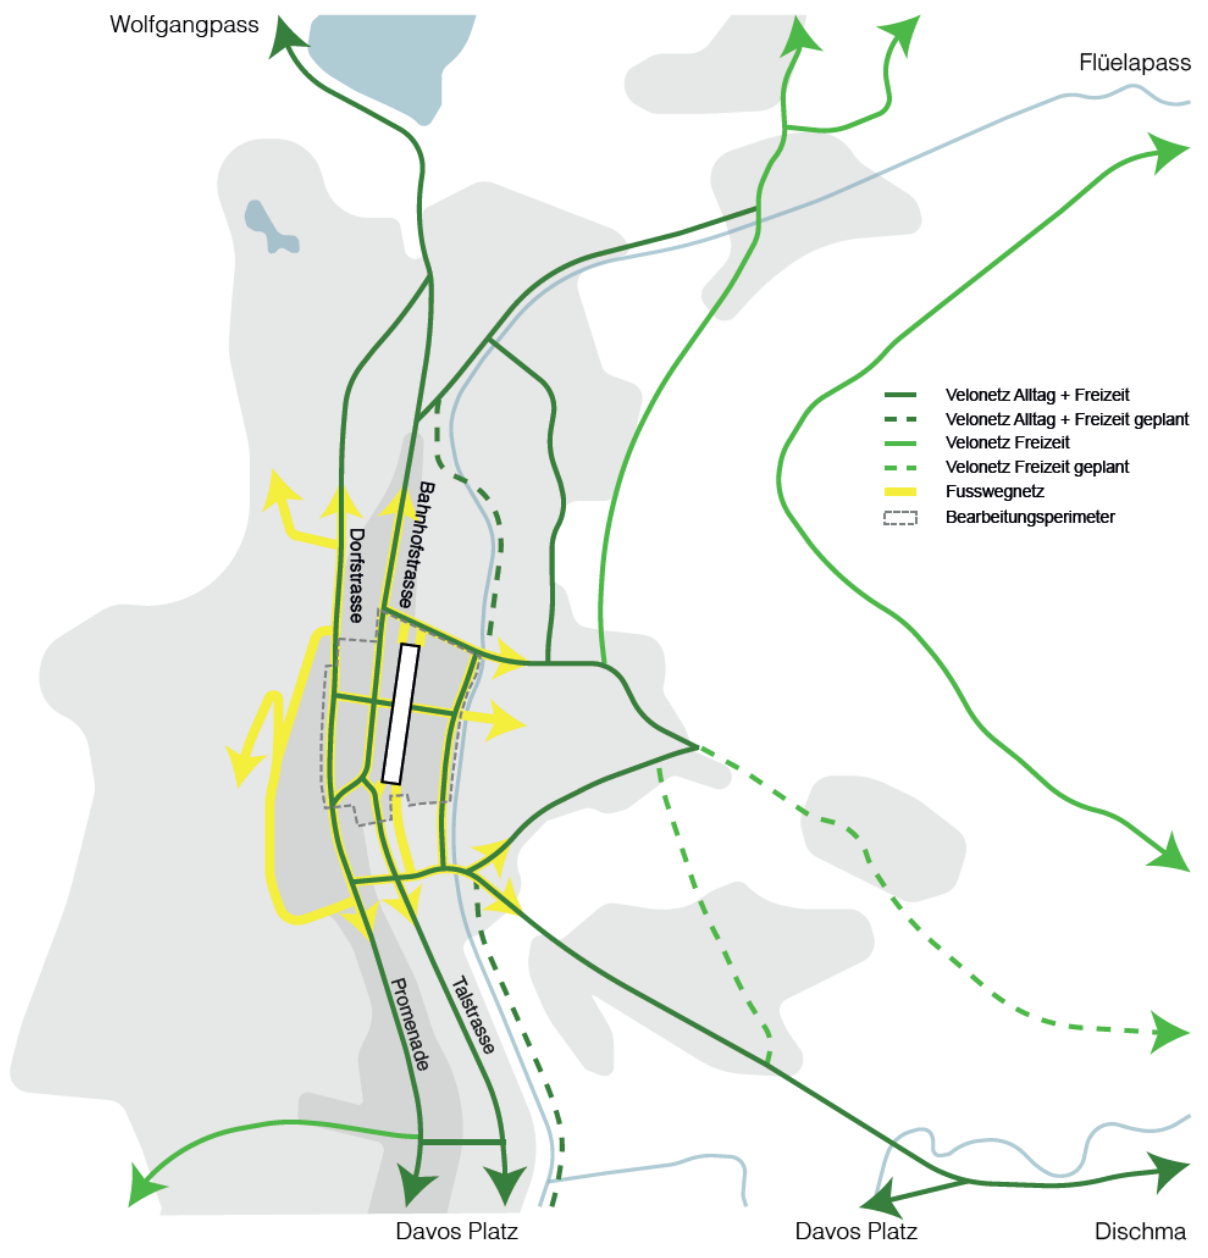 Wolfgangpass
Flüelapass
Velonetz Alltag + Freizeit
Velonetz Alltag + Freizeit geplant
Velonetz Freizeit
Velonetz Freizeit geplant
Fusswegnetz
Bearbeitungsperimeter
Bahnhofstrasse
Dorfstrasse
Promenade
Talstrasse
Davos Platz
Davos Platz
Dischma